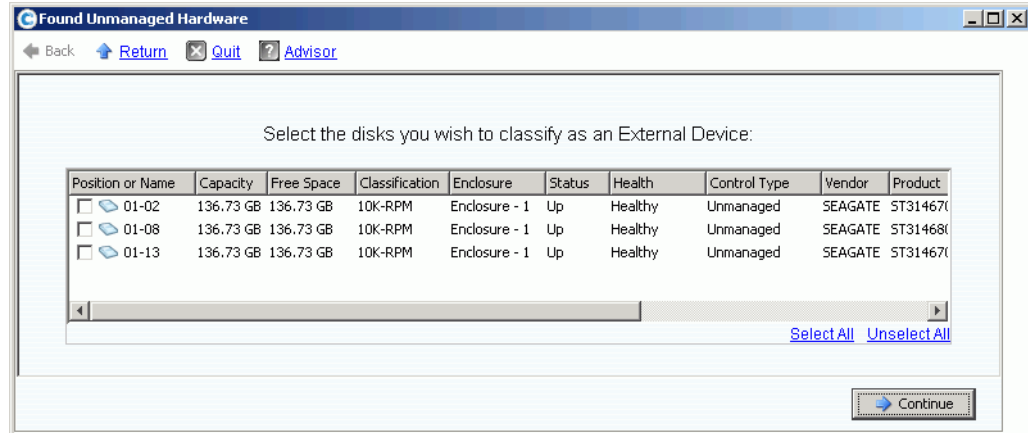 Found Unmanaged Hardware
Back Return Quit Advisor
Select the disks you wish to classify as an External Device:
Position or Name Capacity Free Space Classification Enclosure Status Health Control Type Vendor Product
01-02 136.73 GB 136.73 GB 10K-RPM Enclosure - 1 Up Healthy Unmanaged SEAGATE ST31467
01-08 136.73 GB 136.73 GB 10K-RPM Enclosure - 1 Up Healthy Unmanaged SEAGATE ST31468
01-13 136.73 GB 136.73 GB 10K-RPM Enclosure - 1 Up Healthy Unmanaged SEAGATE ST31467
Select All Unselect All
Continue